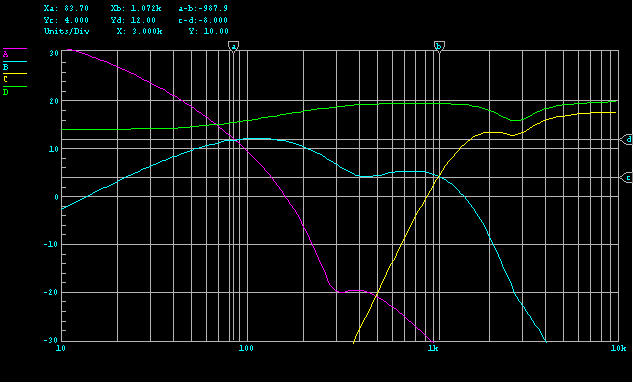 Xa: 83.70 Xb: 1.072k a-b:-987.9
Yc: 4.000 Yd: 12.00 c-d:-8.000
Units/Div X: 3.000k Y: 10.00
a b
A
B
C
D
30
20
10
0
-10
-20
-30
d
c
10 100 1k 10k